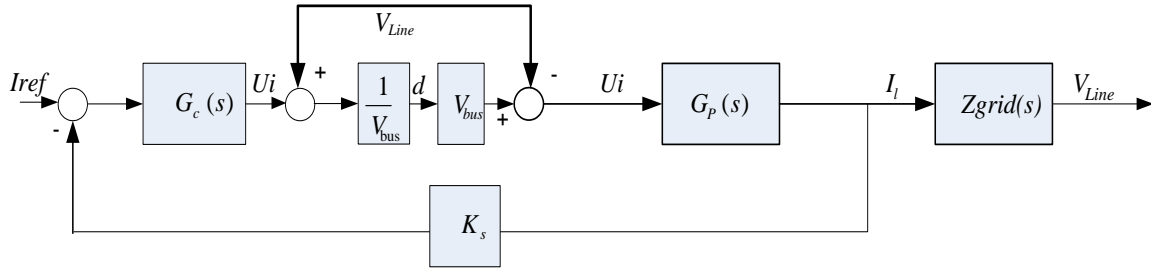 V_Line
Iref
-
G_c(s)
Ui
+
1/V_bus
d
V_bus
+
-
Ui
G_P(s)
I_l
Zgrid(s)
V_Line
K_s